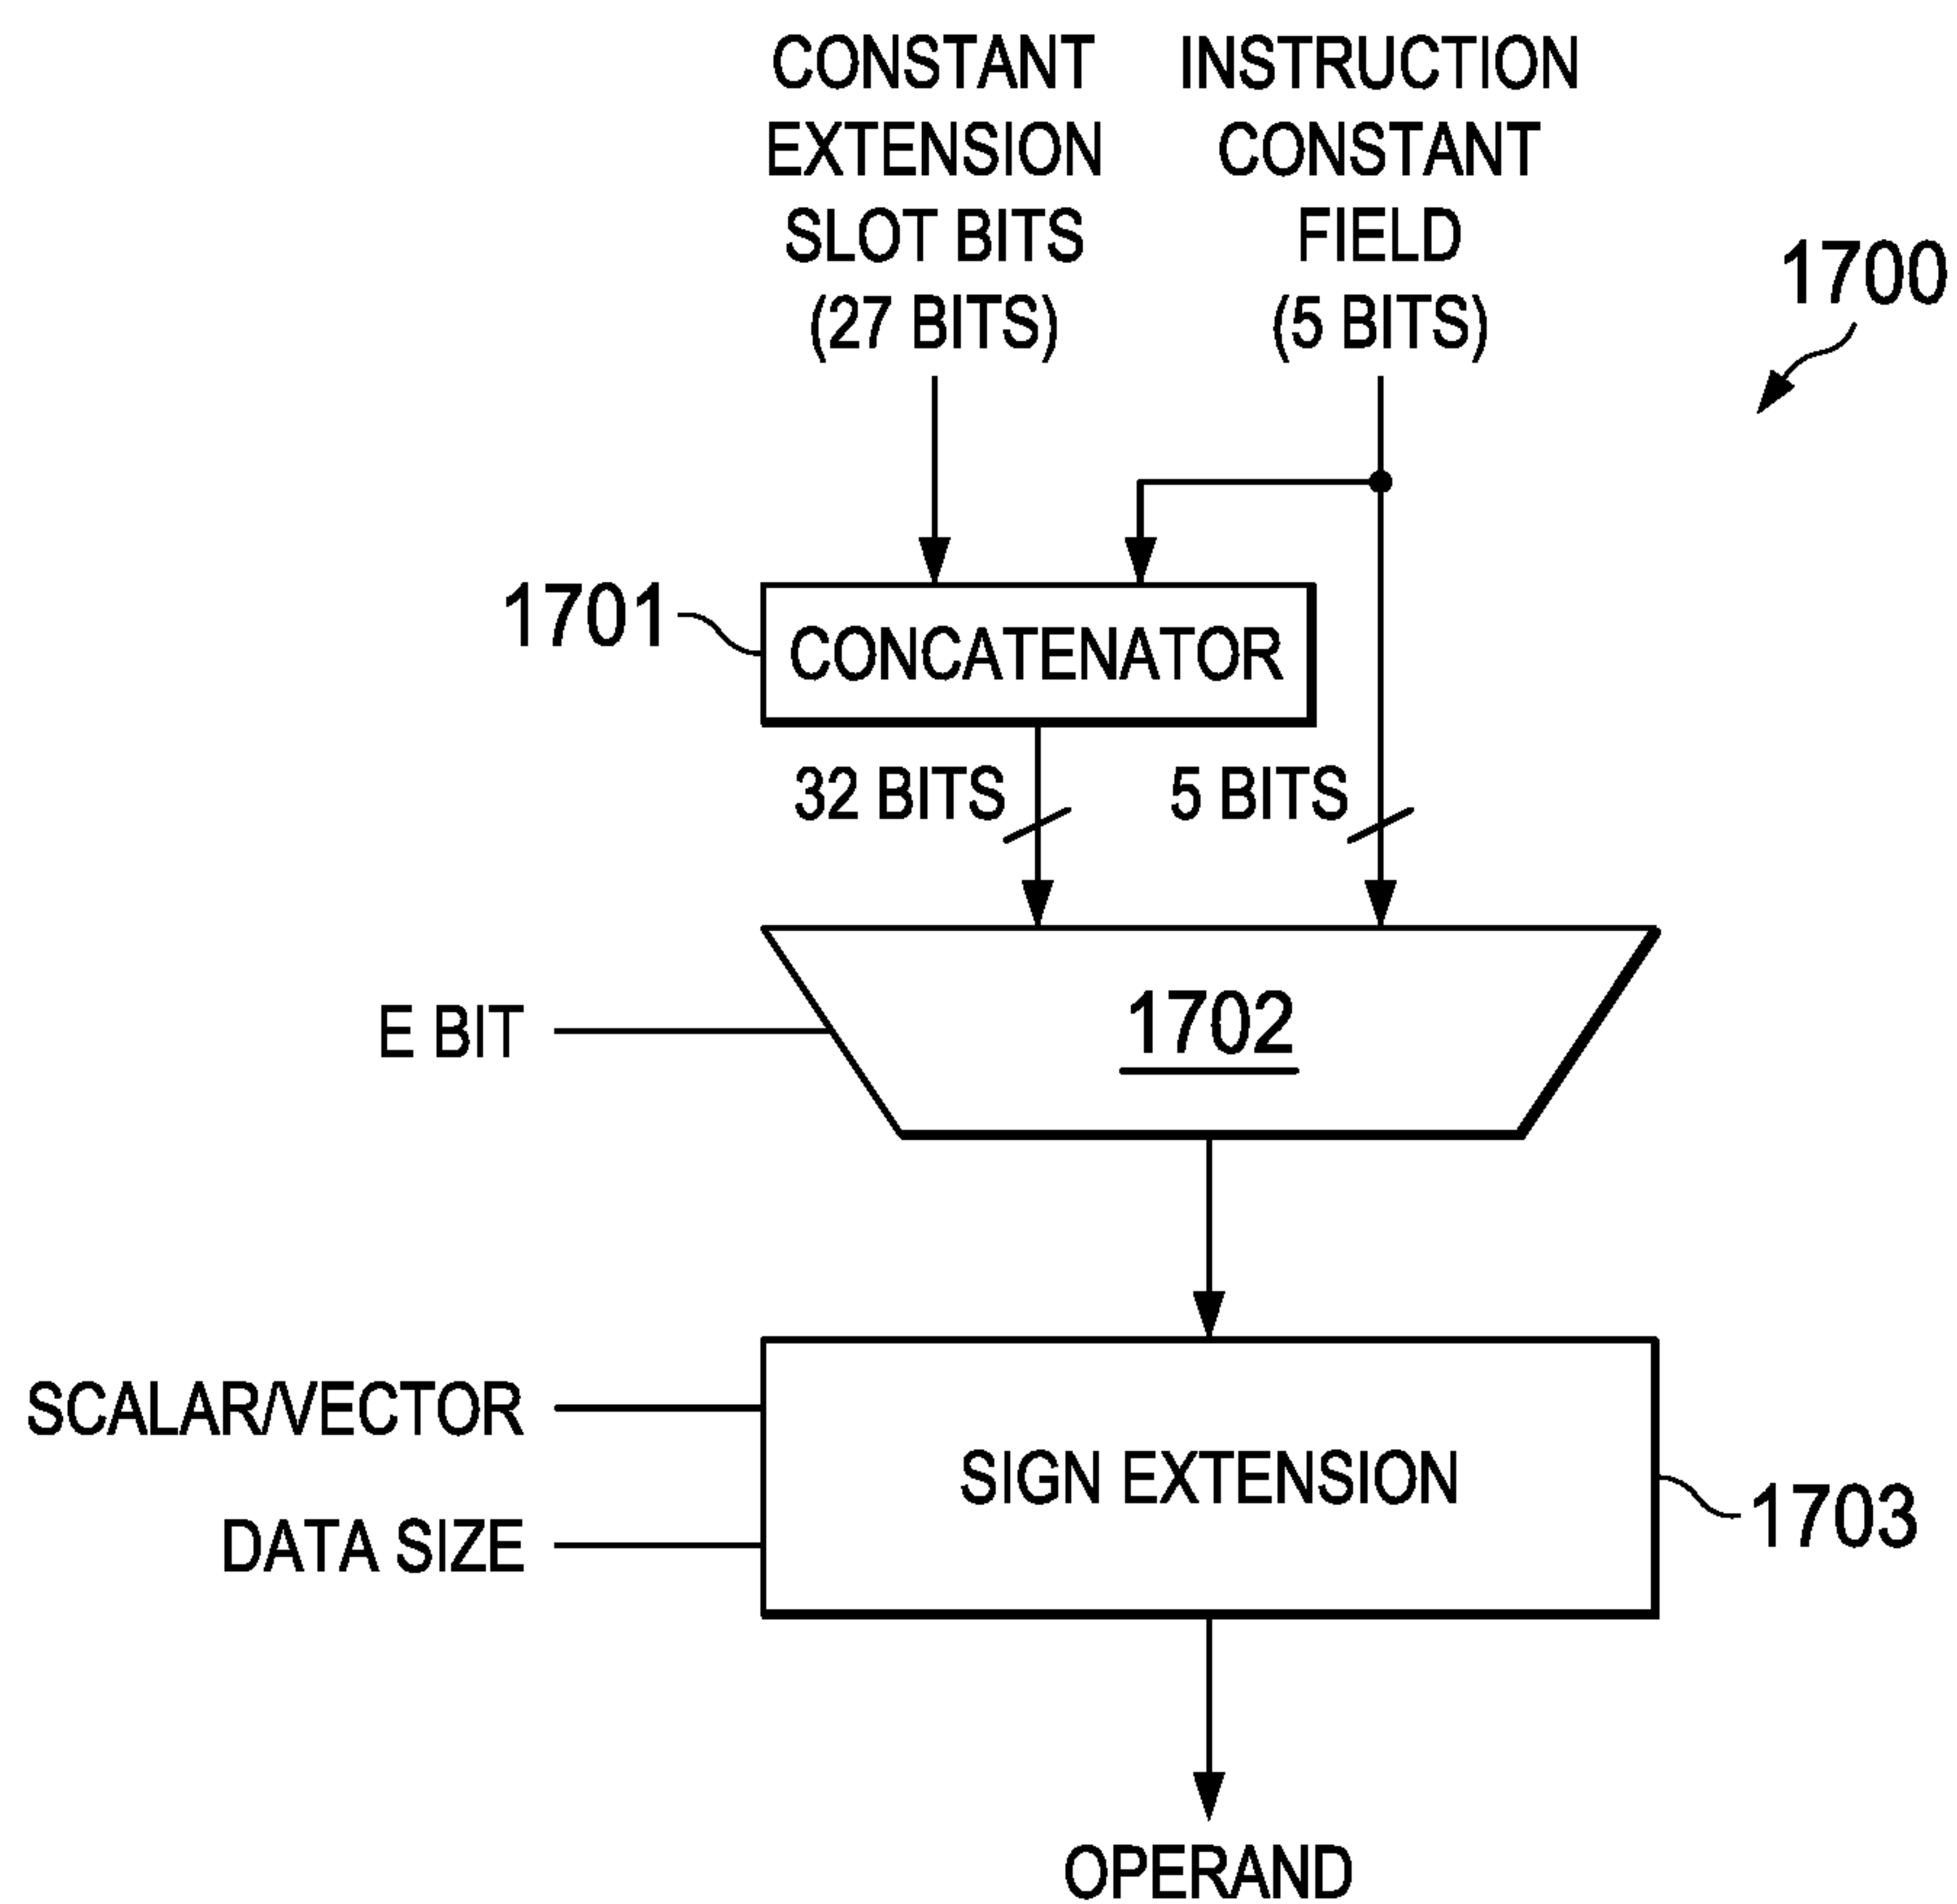 CONSTANT
EXTENSION
SLOT BITS
(27 BITS)
INSTRUCTION
CONSTANT
FIELD
(5 BITS)
1700
1701
CONCATENATOR
32 BITS
5 BITS
E BIT
1702
SCALAR/VECTOR
DATA SIZE
SIGN EXTENSION
1703
OPERAND